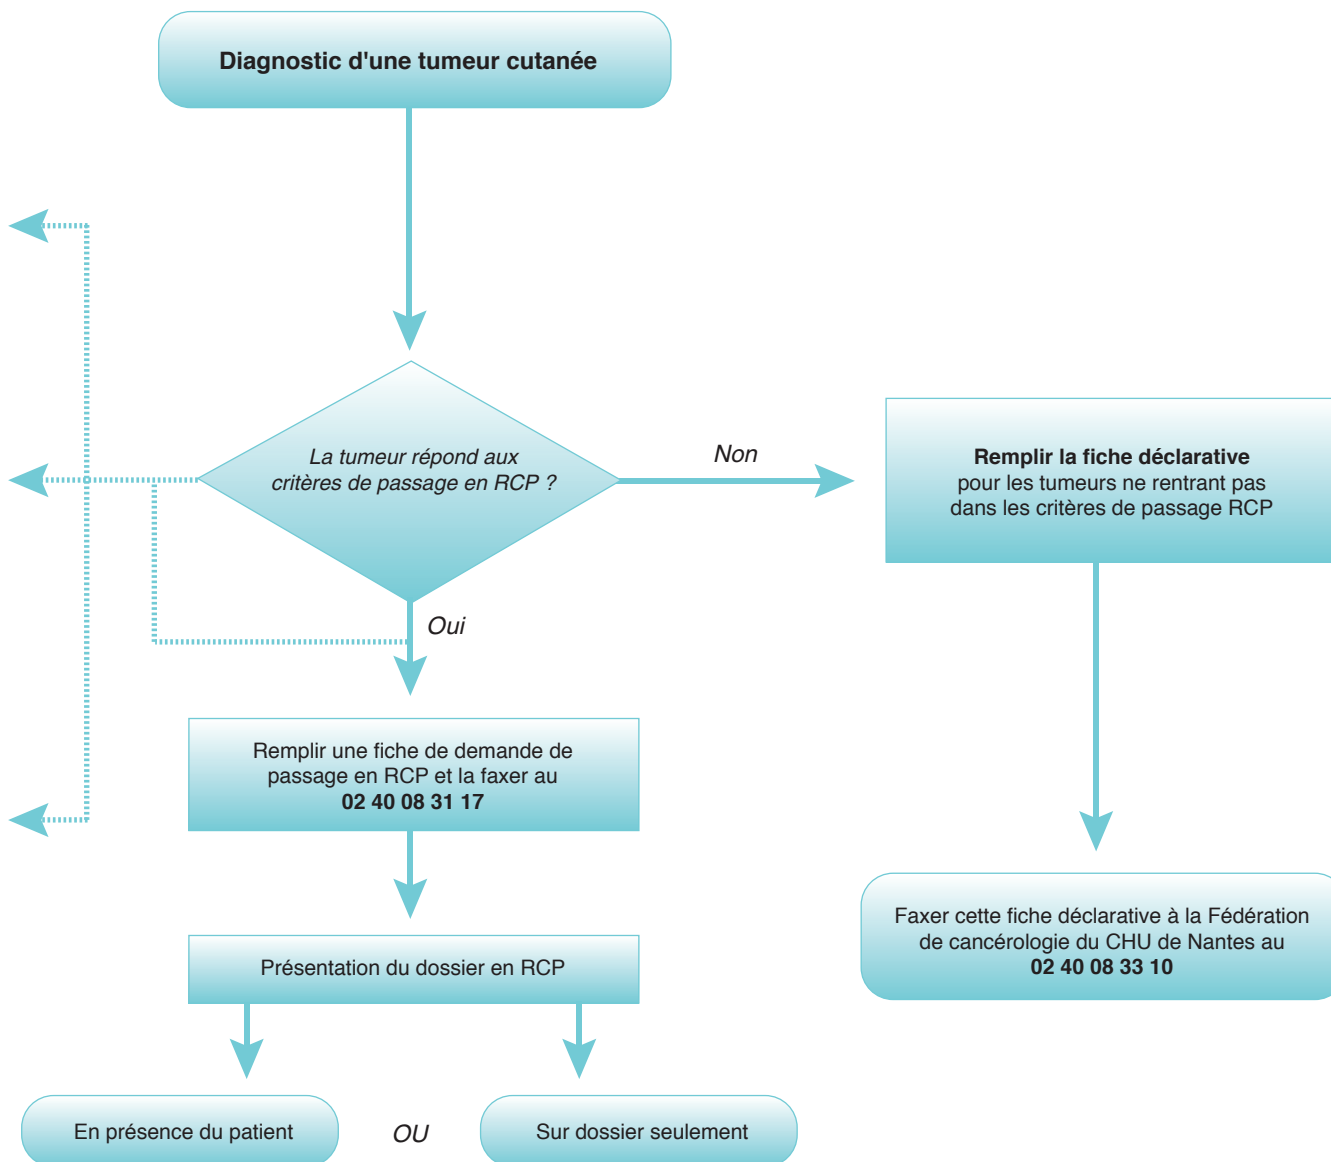 Diagnostic d'une tumeur cutanée
La tumeur répond aux
critères de passage en RCP ?
Non
Remplir la fiche déclarative
pour les tumeurs ne rentrant pas
dans les critères de passage RCP
Oui
Remplir une fiche de demande de
passage en RCP et la faxer au
02 40 08 31 17
Faxer cette fiche déclarative à la Fédération
de cancérologie du CHU de Nantes au
02 40 08 33 10
Présentation du dossier en RCP
En présence du patient
OU
Sur dossier seulement